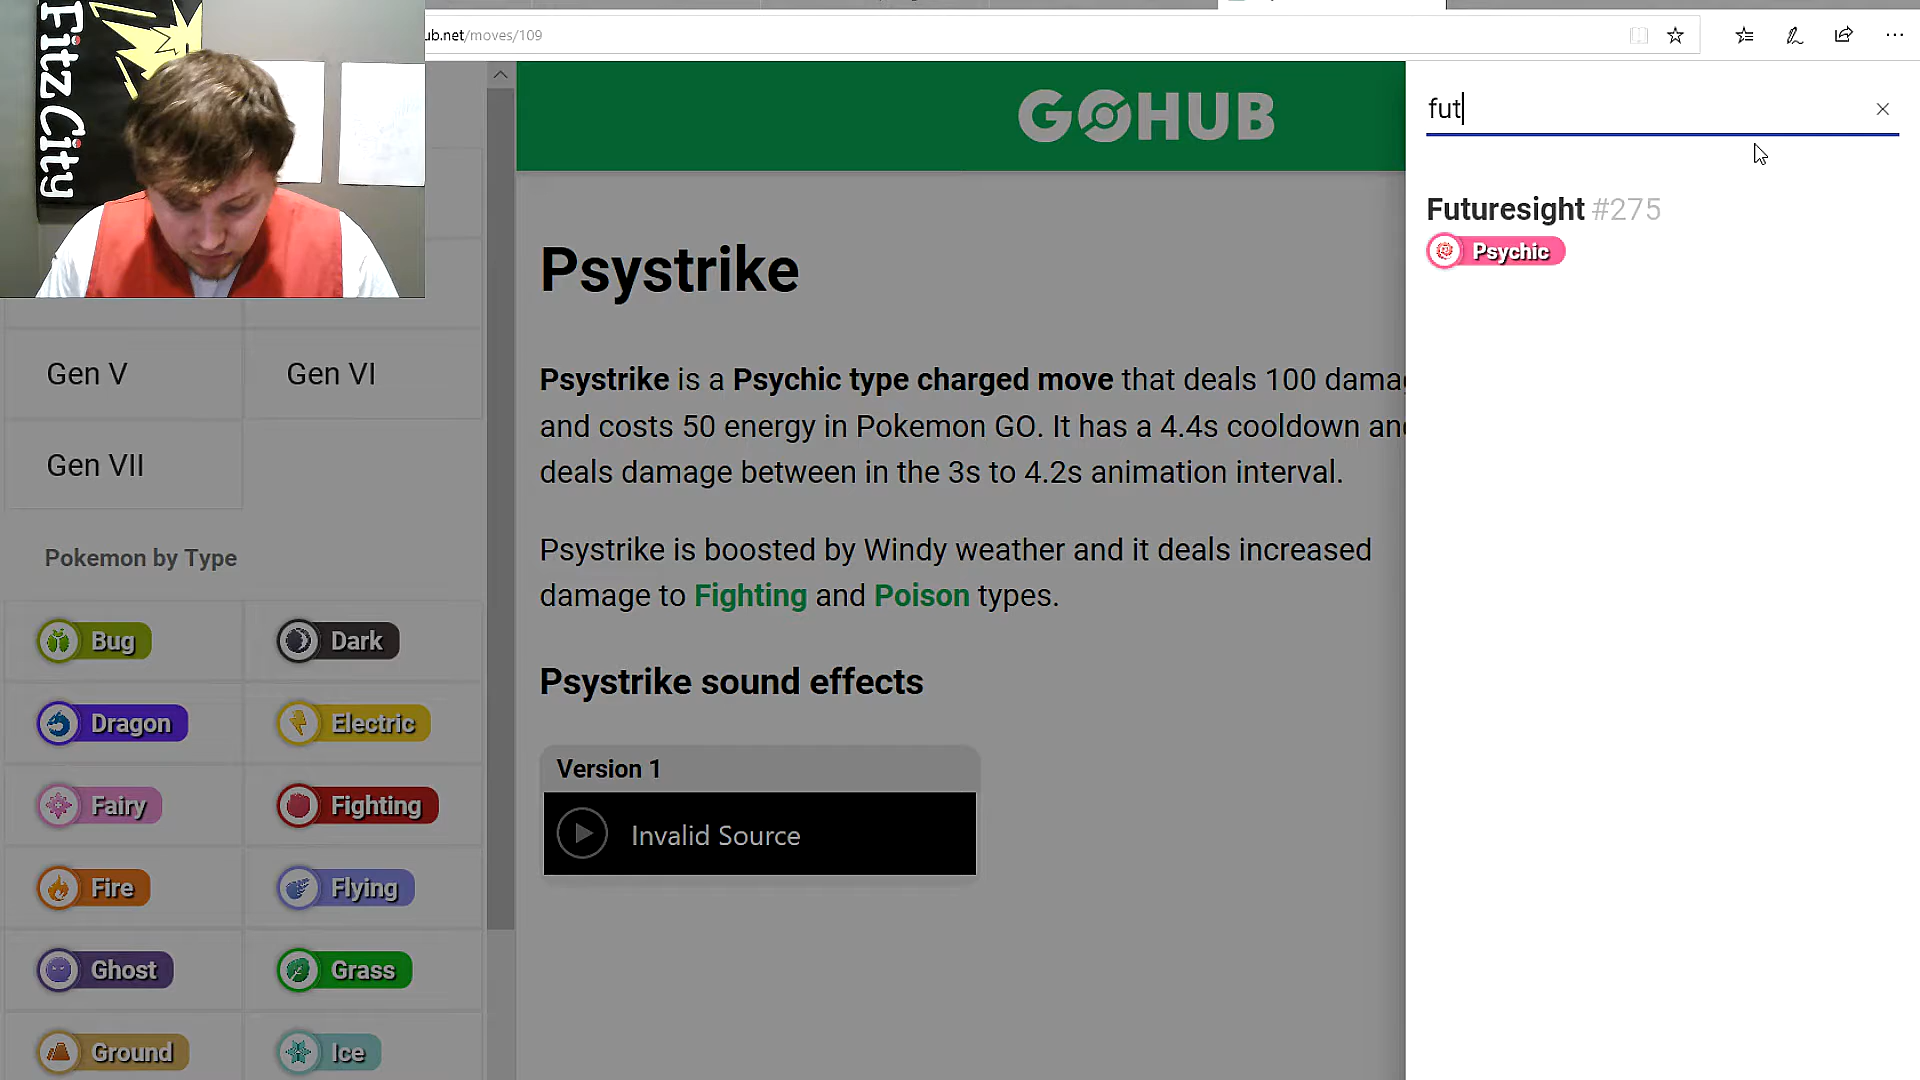 FitzCity
ub.net/moves/109
GOHUB
fut
Futuresight #275
Psychic
Psystrike
Psystrike is a Psychic type charged move that deals 100 damag
and costs 50 energy in Pokemon GO. It has a 4.4s cooldown an
deals damage between in the 3s to 4.2s animation interval.
Psystrike is boosted by Windy weather and it deals increased
damage to Fighting and Poison types.
Psystrike sound effects
Version 1
Invalid Source
Gen V
Gen VI
Gen VII
Pokemon by Type
Bug
Dark
Dragon
Electric
Fairy
Fighting
Fire
Flying
Ghost
Grass
Ground
Ice